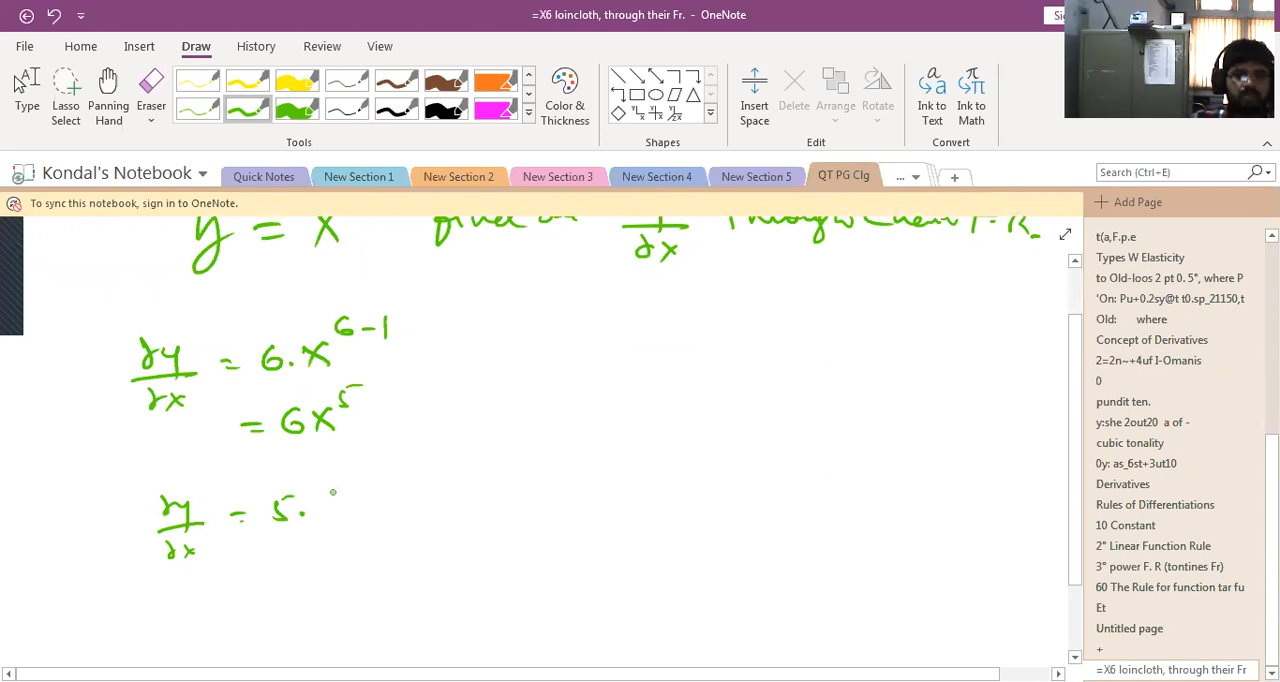 =X6 loincloth, through their Fr. - OneNote
File Home Insert Draw History Review View
Type
Lasso Select
Panning Hand
Eraser
Color & Thickness
Insert Space
Delete
Arrange
Rotate
Ink to Text
Ink to Math
Tools
Shapes
Edit
Convert
Kondal's Notebook
Quick Notes
New Section 1
New Section 2
New Section 3
New Section 4
New Section 5
QT PG Clg
...
+
Search (Ctrl+E)
To sync this notebook, sign in to OneNote.
Add Page
y = x
∂x
∂y/∂x = 6.x^{6-1}
= 6x^5
∂y/∂x = 5.
t(a,F.p.e
Types W Elasticity
to Old-loos 2 pt 0. 5°, where P
'On: Pu+0.2sy@t t0.sp_21150,t
Old: where
Concept of Derivatives
2=2n~+4uf I-Omanis
0
pundit ten.
y:she 2out20 a of -
cubic tonality
0y: as_6st+3ut10
Derivatives
Rules of Differentiations
10 Constant
2° Linear Function Rule
3° power F. R (tontines Fr)
60 The Rule for function tar fu
Et
Untitled page
+
=X6 loincloth, through their Fr